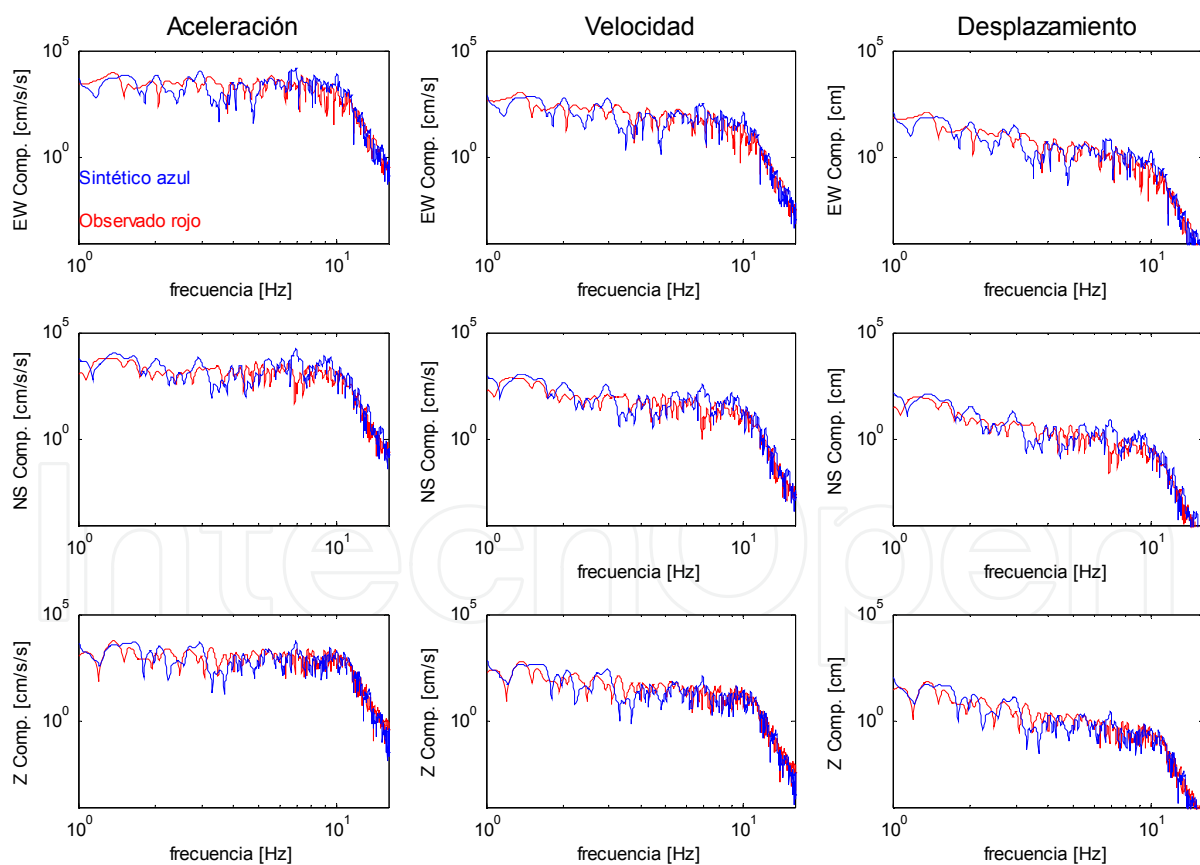 Aceleración Velocidad Desplazamiento
10^5 10^5 10^5
EW Comp. [cm/s/s] EW Comp. [cm/s] EW Comp. [cm]
10^0 10^0 10^0
Sintético azul
Observado rojo
10^0 10^1 10^0 10^1 10^0 10^1
frecuencia [Hz] frecuencia [Hz] frecuencia [Hz]
10^5 10^5 10^5
NS Comp. [cm/s/s] NS Comp. [cm/s] NS Comp. [cm]
10^0 10^0 10^0
10^0 10^1 10^0 10^1 10^0 10^1
frecuencia [Hz] frecuencia [Hz] frecuencia [Hz]
IntechOpen
10^5 10^5 10^5
Z Comp. [cm/s/s] Z Comp. [cm/s] Z Comp. [cm]
10^0 10^0 10^0
10^0 10^1 10^0 10^1 10^0 10^1
frecuencia [Hz] frecuencia [Hz] frecuencia [Hz]